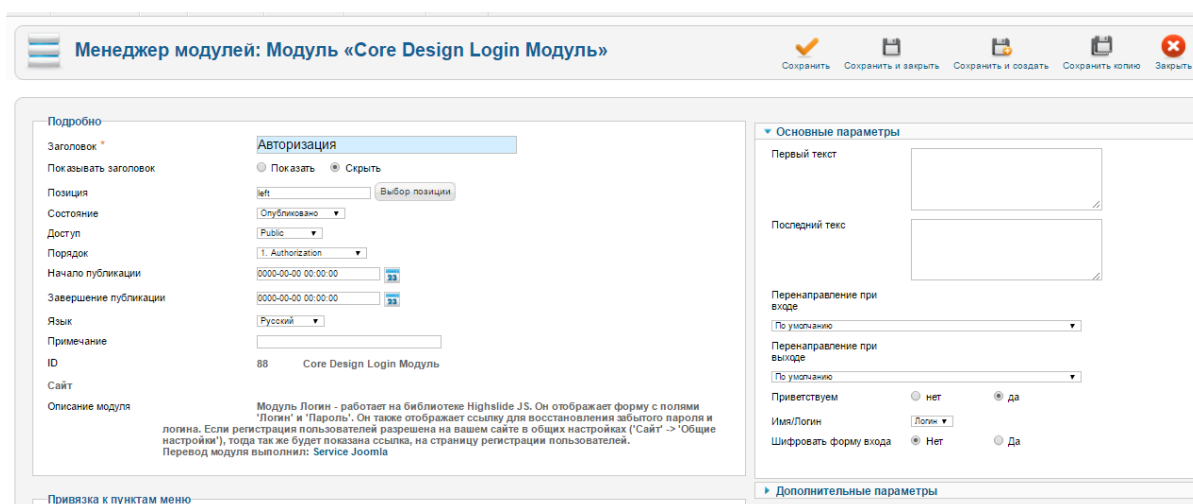 Менеджер модулей: Модуль «Core Design Login Модуль»
Сохранить Сохранить и закрыть Сохранить и создать Сохранить копию Закрыть
Подробно
Заголовок * Авторизация
Показывать заголовок Показать Скрыть
Позиция left Выбор позиции
Состояние Опубликовано
Доступ Public
Порядок 1. Authorization
Начало публикации 0000-00-00 00:00:00 23
Завершение публикации 0000-00-00 00:00:00 23
Язык Русский
Примечание
ID 88 Core Design Login Модуль
Сайт
Описание модуля Модуль Логин - работает на библиотеке Highslide JS. Он отображает форму с полями
'Логин' и 'Пароль'. Он также отображает ссылку для восстановления забытого пароля и
логина. Если регистрация пользователей разрешена на вашем сайте в общих настройках ('Сайт' -> 'Общие
настройки'), тогда так же будет показана ссылка, на страницу регистрации пользователей.
Перевод модуля выполнил: Service Joomla
Привязка к пунктам меню
Основные параметры
Первый текст
Последний текс
Перенаправление при
входе
По умолчанию
Перенаправление при
выходе
По умолчанию
Приветствуем нет да
Имя/Логин Логин
Шифровать форму входа Нет Да
Дополнительные параметры